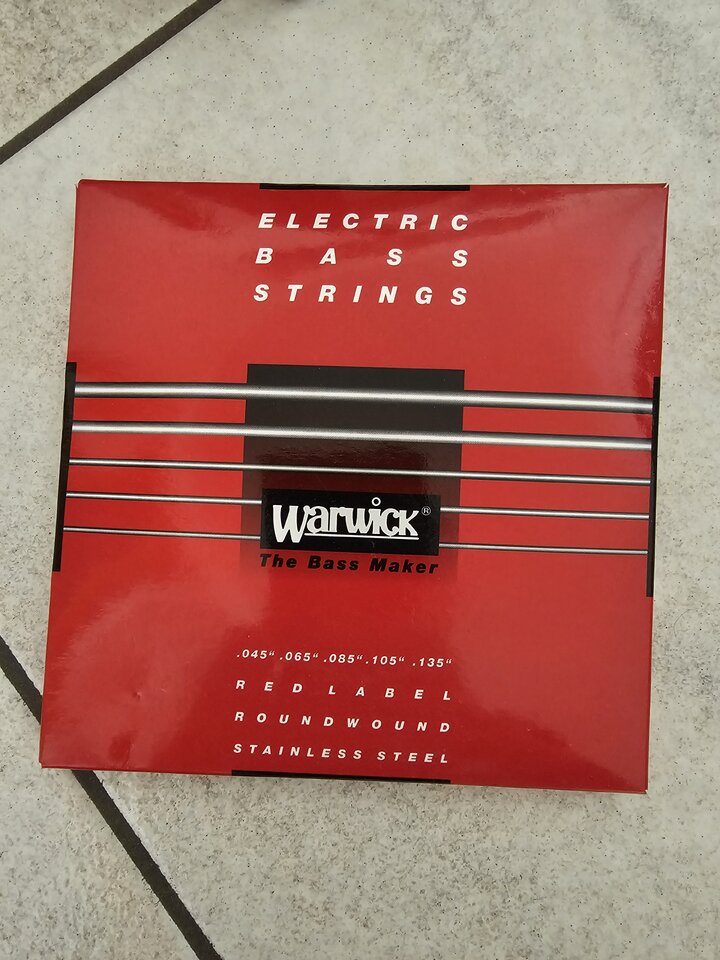 ELECTRIC
BASS
STRINGS
Warwick®
The Bass Maker
.045“ .065“ .085“ .105“ .135“
RED LABEL
ROUNDWOUND
STAINLESS STEEL